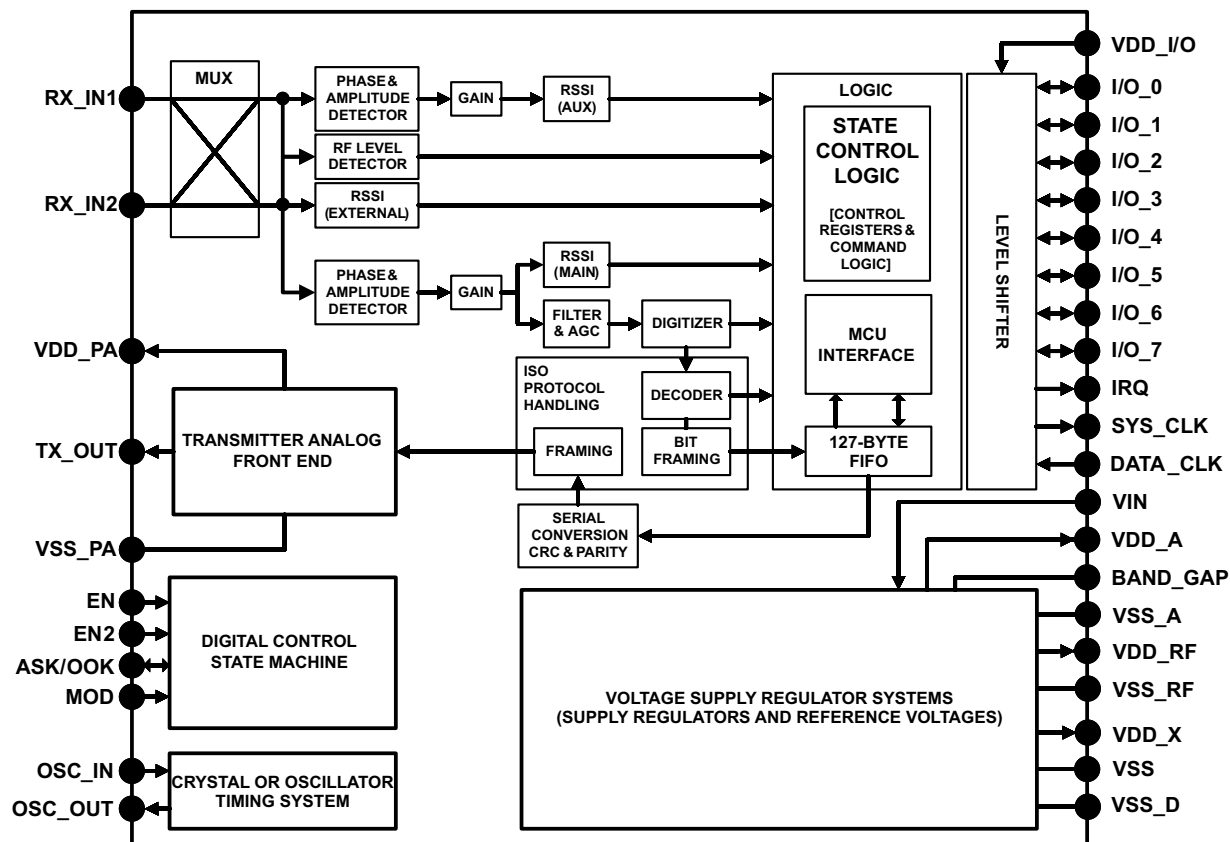 MUX
RX_IN1
RX_IN2
PHASE &
AMPLITUDE
DETECTOR
GAIN
RSSI
(AUX)
RF LEVEL
DETECTOR
RSSI
(EXTERNAL)
PHASE &
AMPLITUDE
DETECTOR
GAIN
RSSI
(MAIN)
FILTER
& AGC
DIGITIZER
ISO
PROTOCOL
HANDLING
DECODER
BIT
FRAMING
FRAMING
SERIAL
CONVERSION
CRC & PARITY
LOGIC
STATE
CONTROL
LOGIC
[CONTROL
REGISTERS &
COMMAND
LOGIC]
MCU
INTERFACE
127-BYTE
FIFO
LEVEL SHIFTER
VDD_I/O
I/O_0
I/O_1
I/O_2
I/O_3
I/O_4
I/O_5
I/O_6
I/O_7
IRQ
SYS_CLK
DATA_CLK
VIN
VDD_A
BAND_GAP
VSS_A
VDD_RF
VSS_RF
VDD_X
VSS
VSS_D
VDD_PA
TX_OUT
VSS_PA
TRANSMITTER ANALOG
FRONT END
EN
EN2
ASK/OOK
MOD
DIGITAL CONTROL
STATE MACHINE
OSC_IN
OSC_OUT
CRYSTAL OR OSCILLATOR
TIMING SYSTEM
VOLTAGE SUPPLY REGULATOR SYSTEMS
(SUPPLY REGULATORS AND REFERENCE VOLTAGES)